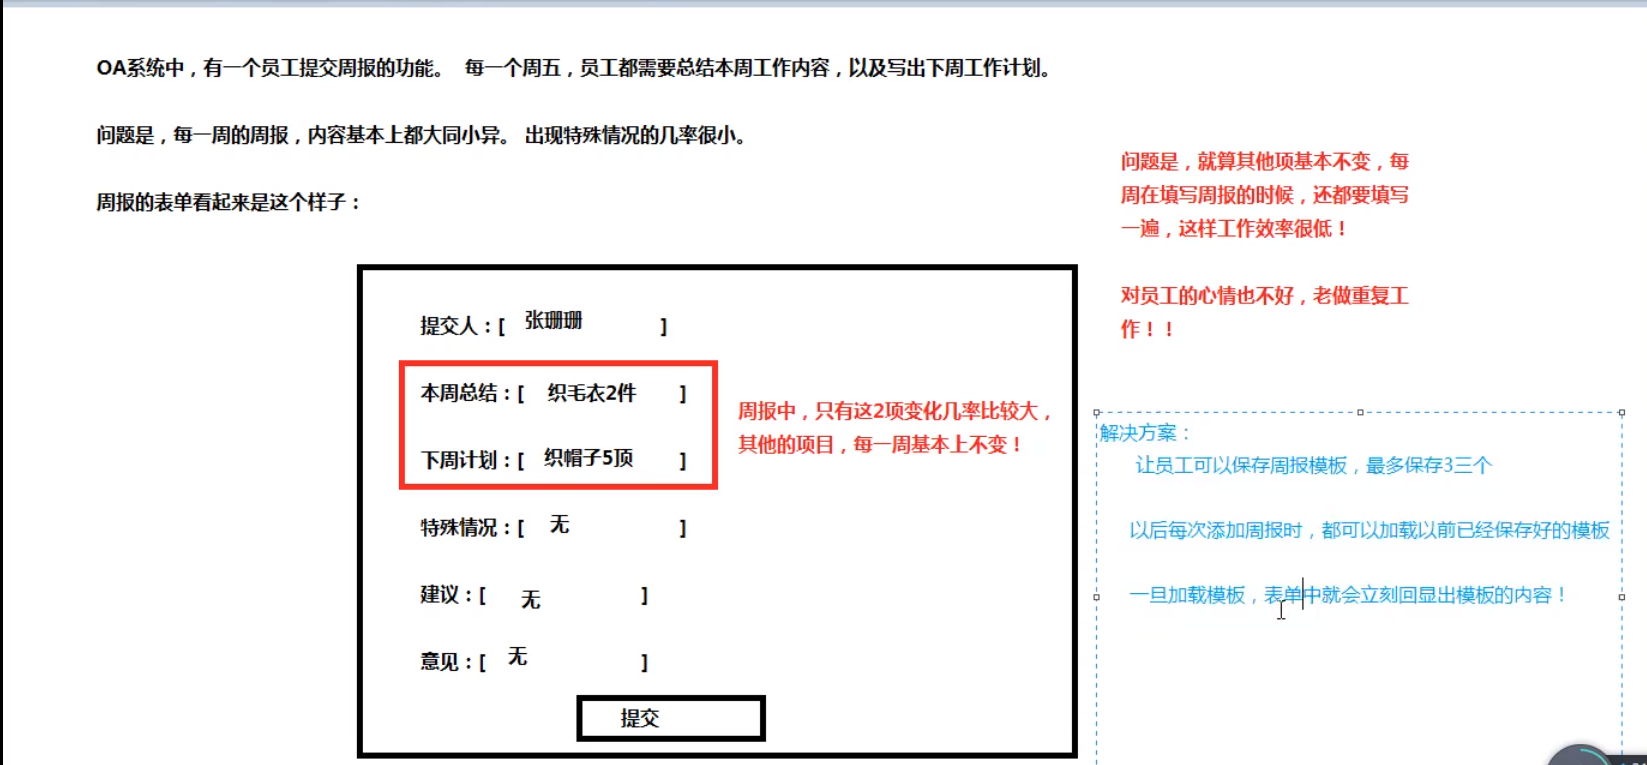 OA系统中，有一个员工提交周报的功能。 每一个周五，员工都需要总结本周工作内容，以及写出下周工作计划。
问题是，每一周的周报，内容基本上都大同小异。 出现特殊情况的几率很小。
周报的表单看起来是这个样子：
问题是，就算其他项基本不变，每
周在填写周报的时候，还都要填写
一遍，这样工作效率很低！
对员工的心情也不好，老做重复工
作！！
提交人：[ 张珊珊 ]
本周总结：[ 织毛衣2件 ]
下周计划：[ 织帽子5顶 ]
周报中，只有这2项变化几率比较大，
其他的项目，每一周基本上不变！
特殊情况：[ 无 ]
建议：[ 无 ]
意见：[ 无 ]
提交
解决方案：
让员工可以保存周报模板，最多保存3三个
以后每次添加周报时，都可以加载以前已经保存好的模板
一旦加载模板，表单中就会立刻回显出模板的内容！